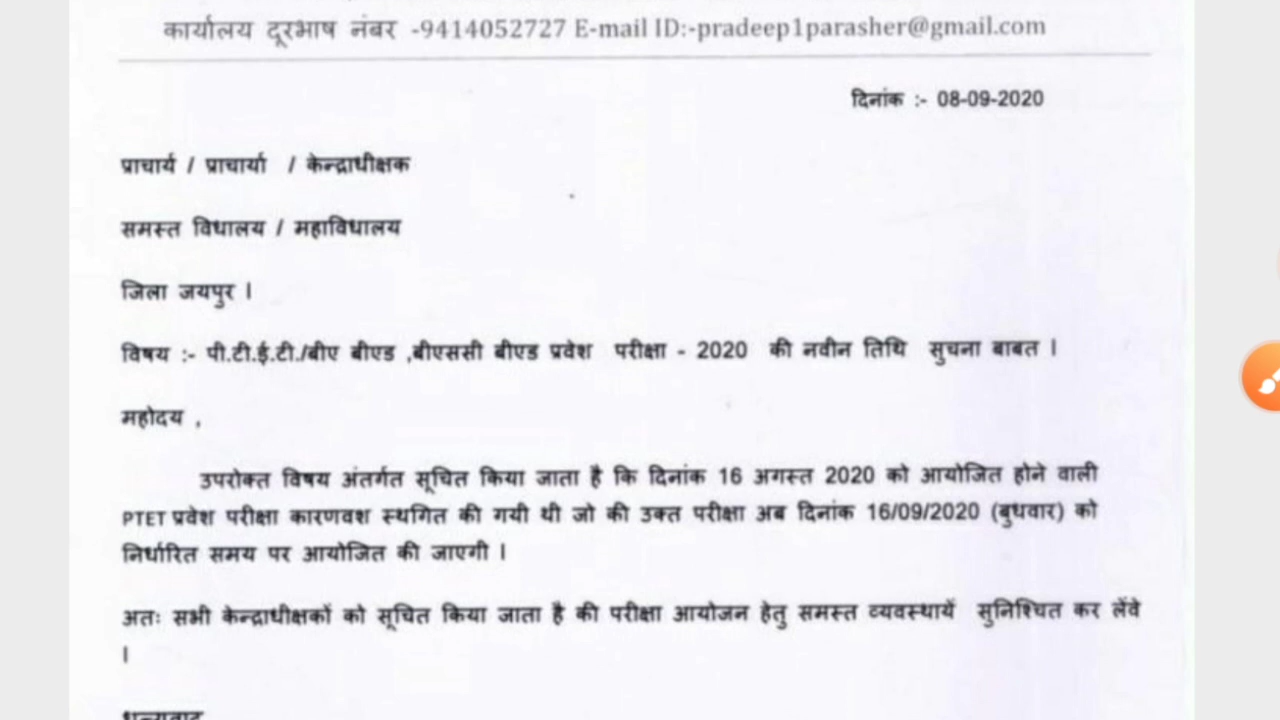 कार्यालय दूरभाष नंबर -9414052727 E-mail ID:-pradeep1parasher@gmail.com
दिनांक :- 08-09-2020
प्राचार्य / प्राचार्या / केन्द्राधीक्षक
समस्त विधालय / महाविधालय
जिला जयपुर ।
विषय :- पी.टी.ई.टी./बीए बीएड ,बीएससी बीएड प्रवेश परीक्षा - 2020 की नवीन तिथि सुचना बाबत ।
महोदय ,
उपरोक्त विषय अंतर्गत सूचित किया जाता है कि दिनांक 16 अगस्त 2020 को आयोजित होने वाली
PTET प्रवेश परीक्षा कारणवश स्थगित की गयी थी जो की उक्त परीक्षा अब दिनांक 16/09/2020 (बुधवार) को
निर्धारित समय पर आयोजित की जाएगी ।
अतः सभी केन्द्राधीक्षकों को सूचित किया जाता है की परीक्षा आयोजन हेतु समस्त व्यवस्थायें सुनिश्चित कर लेंवे
।